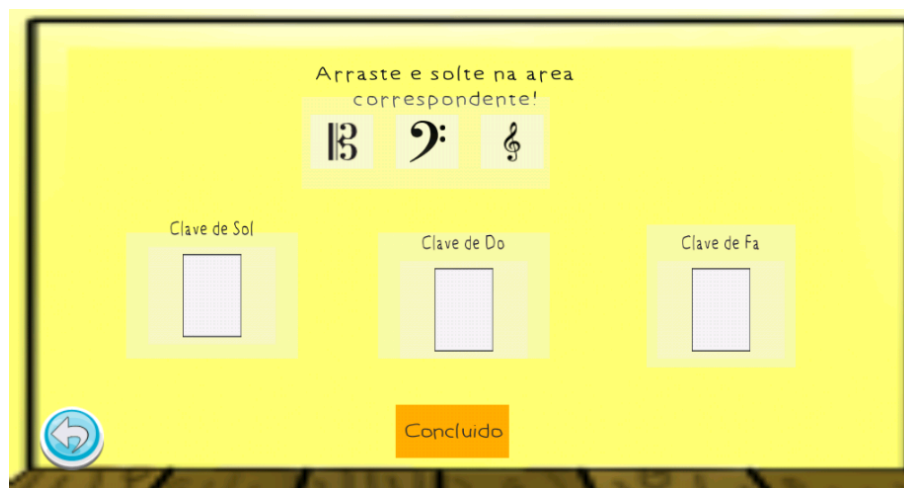 Arraste e solte na area
correspondente!
Clave de Sol
Clave de Do
Clave de Fa
Concluido